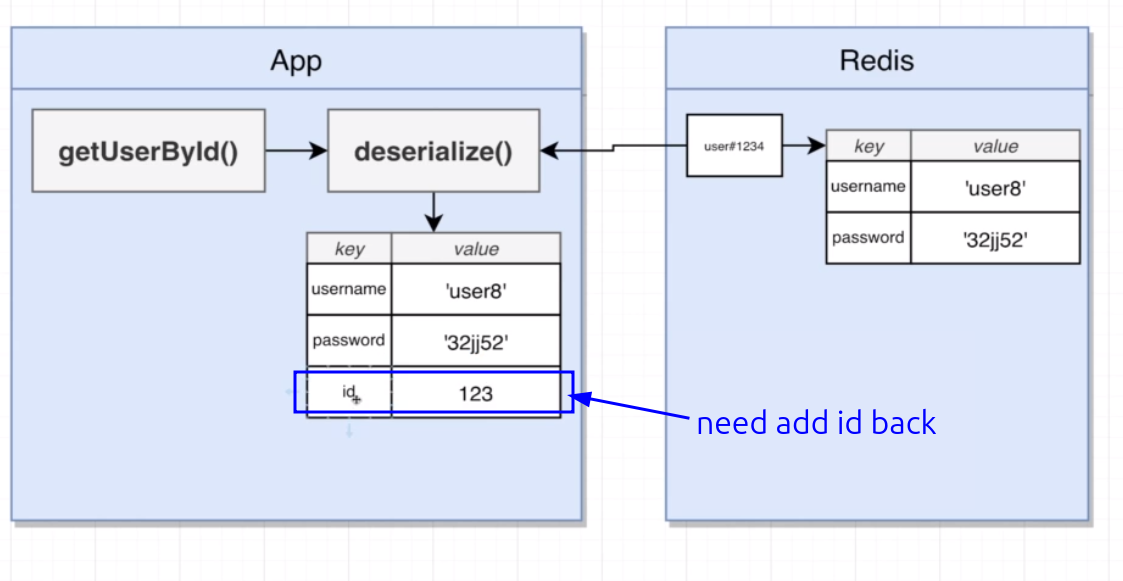 App
Redis
getUserById()
deserialize()
user#1234
key value
username 'user8'
password '32jj52'
key value
username 'user8'
password '32jj52'
id 123
need add id back